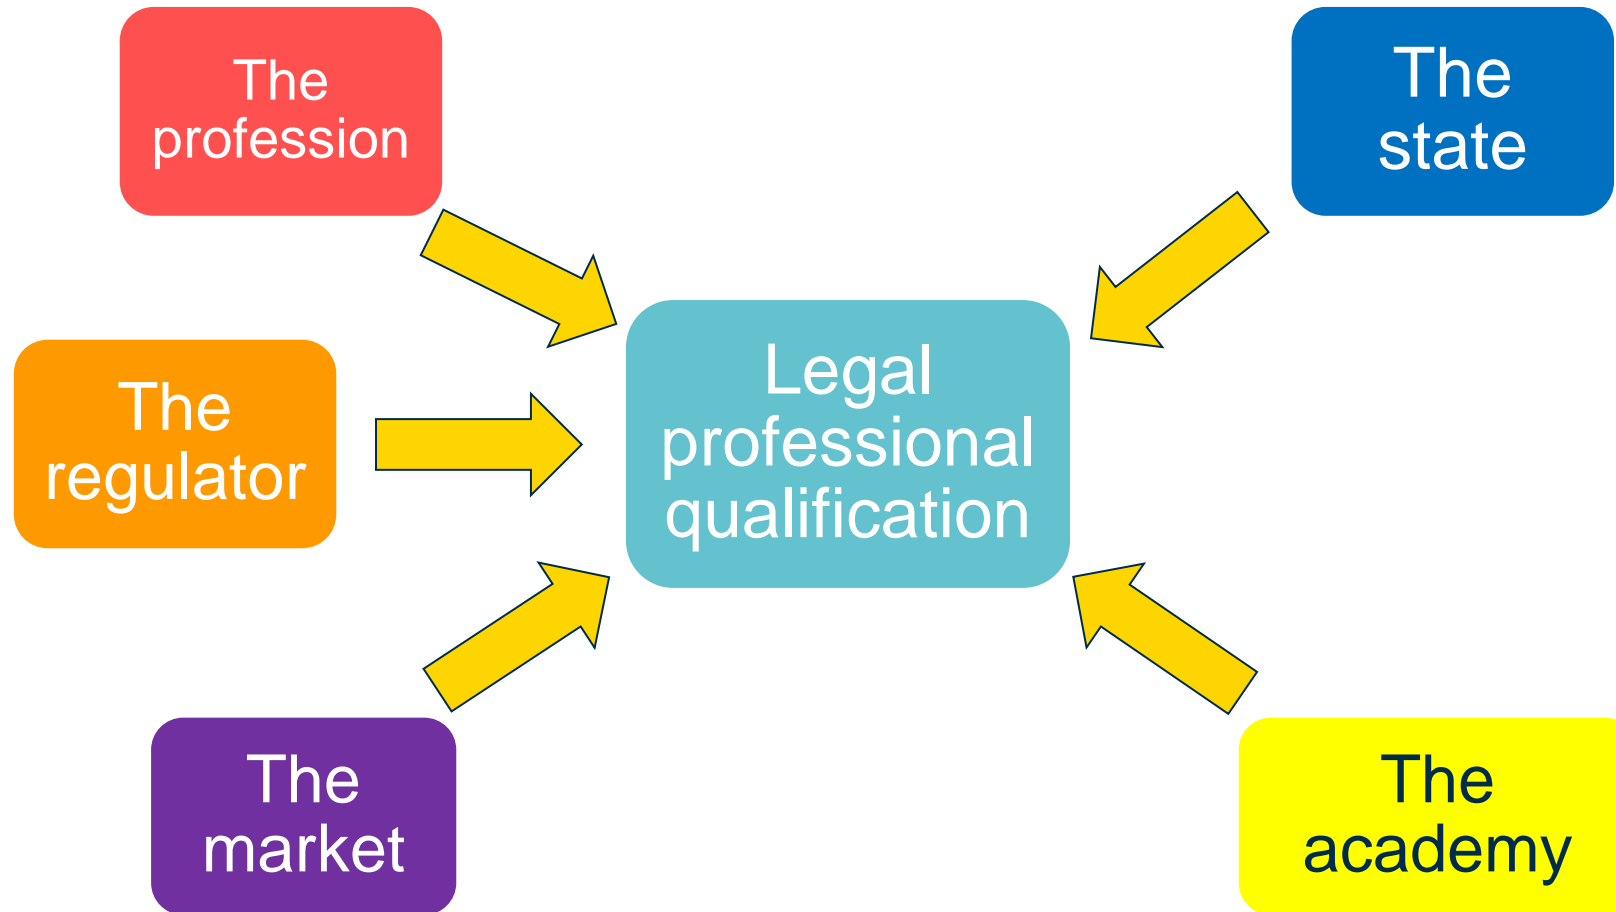 The
profession
The
state
Legal
professional
qualification
The
regulator
The
market
The
academy